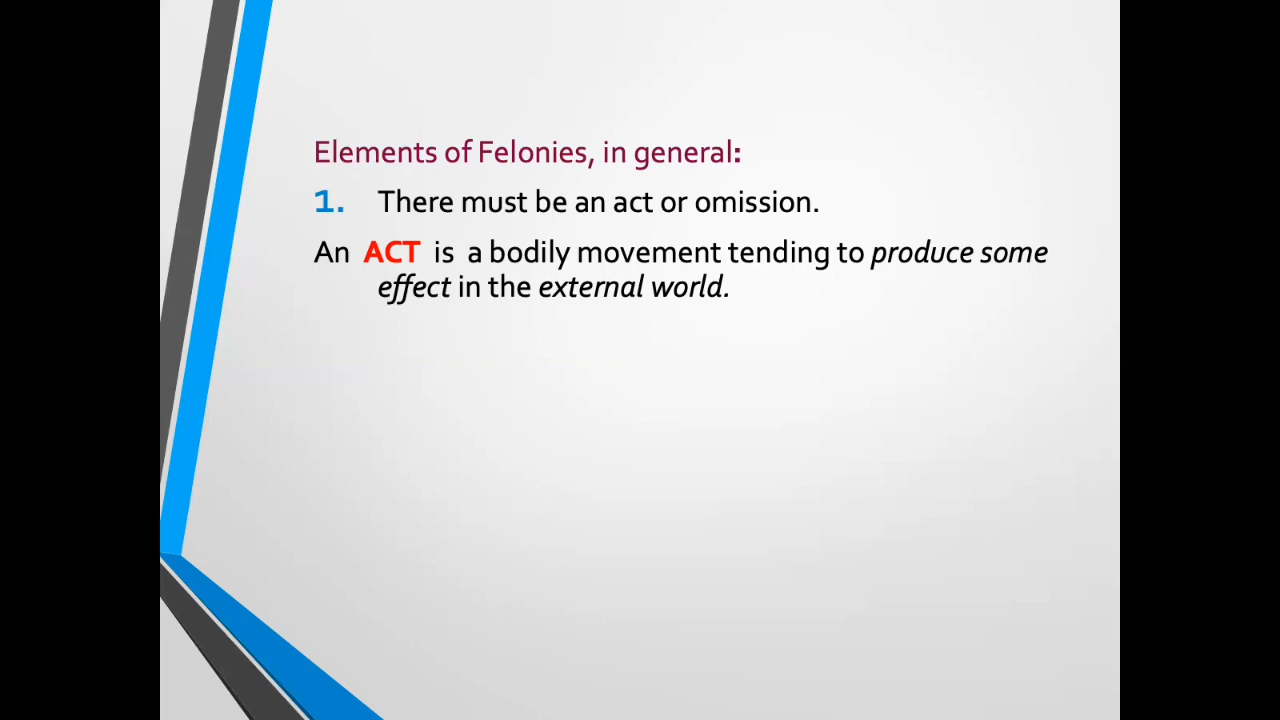 Elements of Felonies, in general:
1. There must be an act or omission.
An ACT is a bodily movement tending to produce some
effect in the external world.